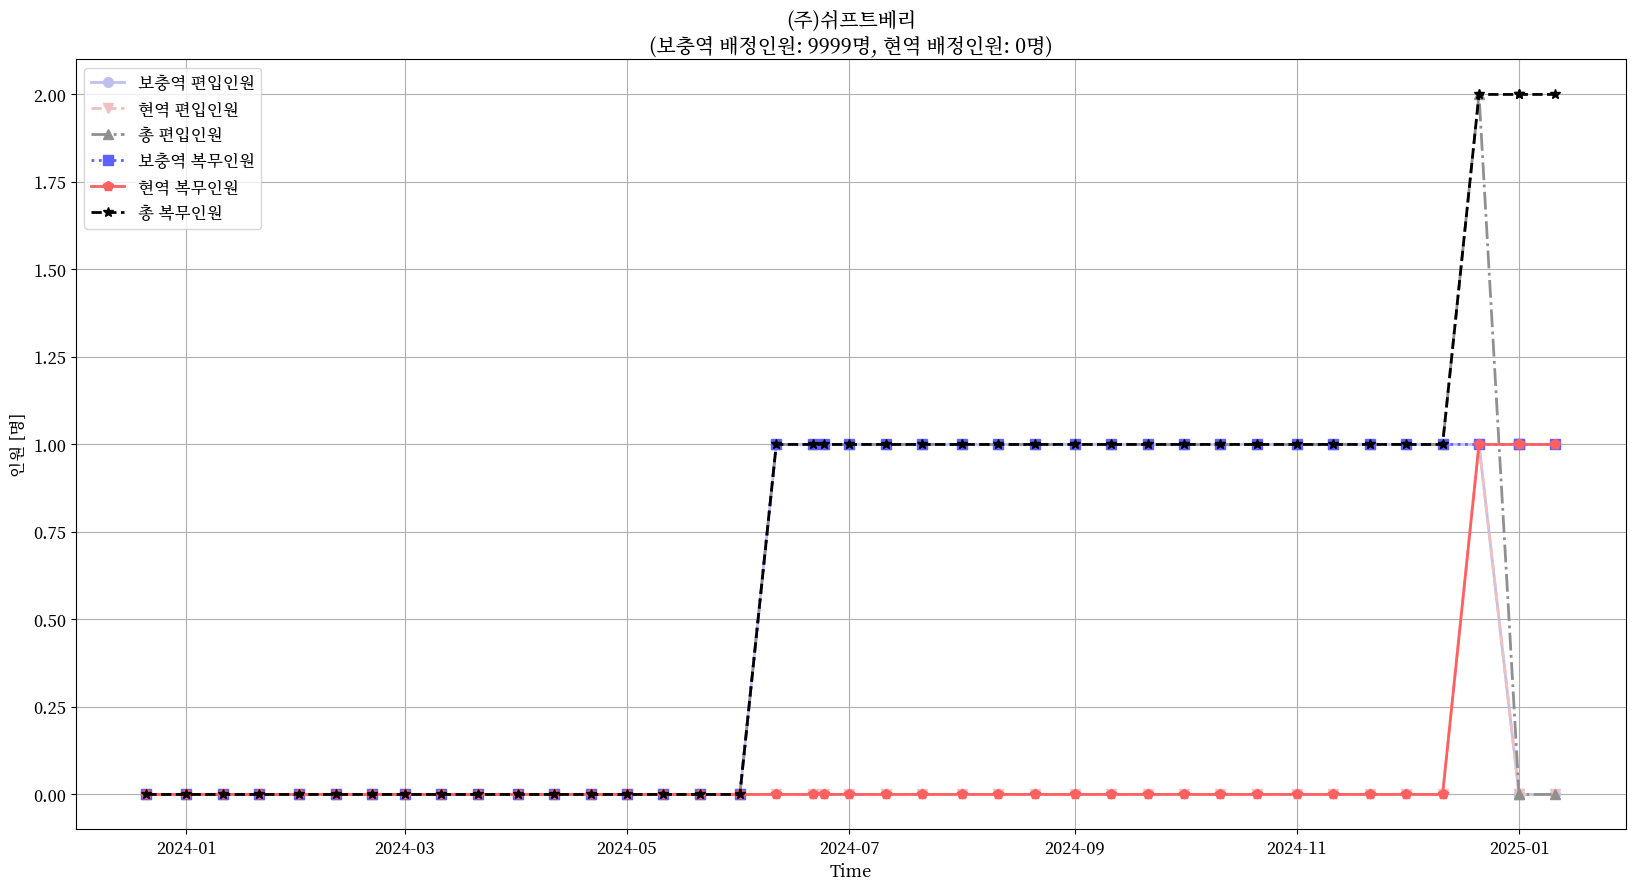 (주)쉬프트베리
(보충역 배정인원: 9999명, 현역 배정인원: 0명)
보충역 편입인원
현역 편입인원
총 편입인원
보충역 복무인원
현역 복무인원
총 복무인원
2.00
1.75
1.50
1.25
1.00
0.75
0.50
0.25
0.00
인원 [명]
2024-01
2024-03
2024-05
2024-07
2024-09
2024-11
2025-01
Time